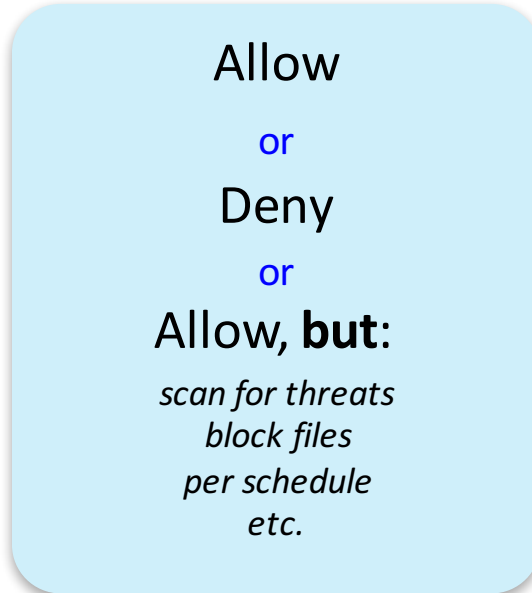 Allow
or
Deny
or
Allow, but:
scan for threats
block files
per schedule
etc.